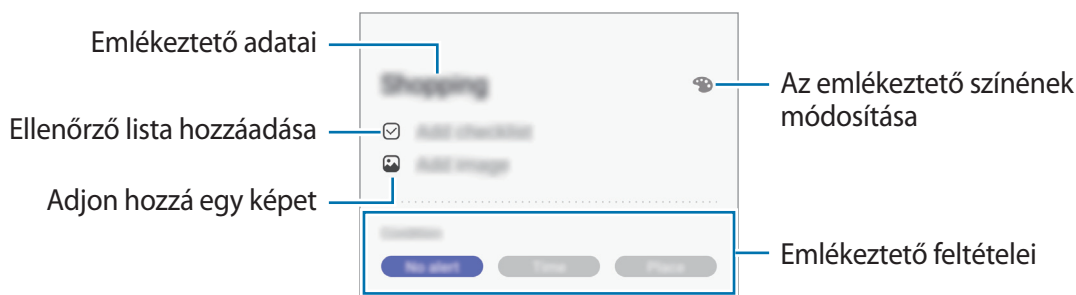 Emlékeztető adatai
Shopping
Az emlékeztető színének
módosítása
Ellenőrző lista hozzáadása
Add checklist
Adjon hozzá egy képet
Add image
Emlékeztető feltételei
No alert
Time
Place